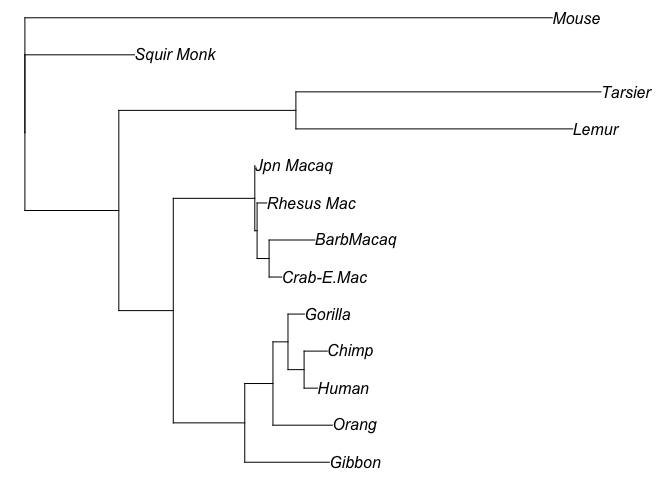 Mouse
Squir Monk
Tarsier
Lemur
Jpn Macaq
Rhesus Mac
BarbMacaq
Crab-E.Mac
Gorilla
Chimp
Human
Orang
Gibbon